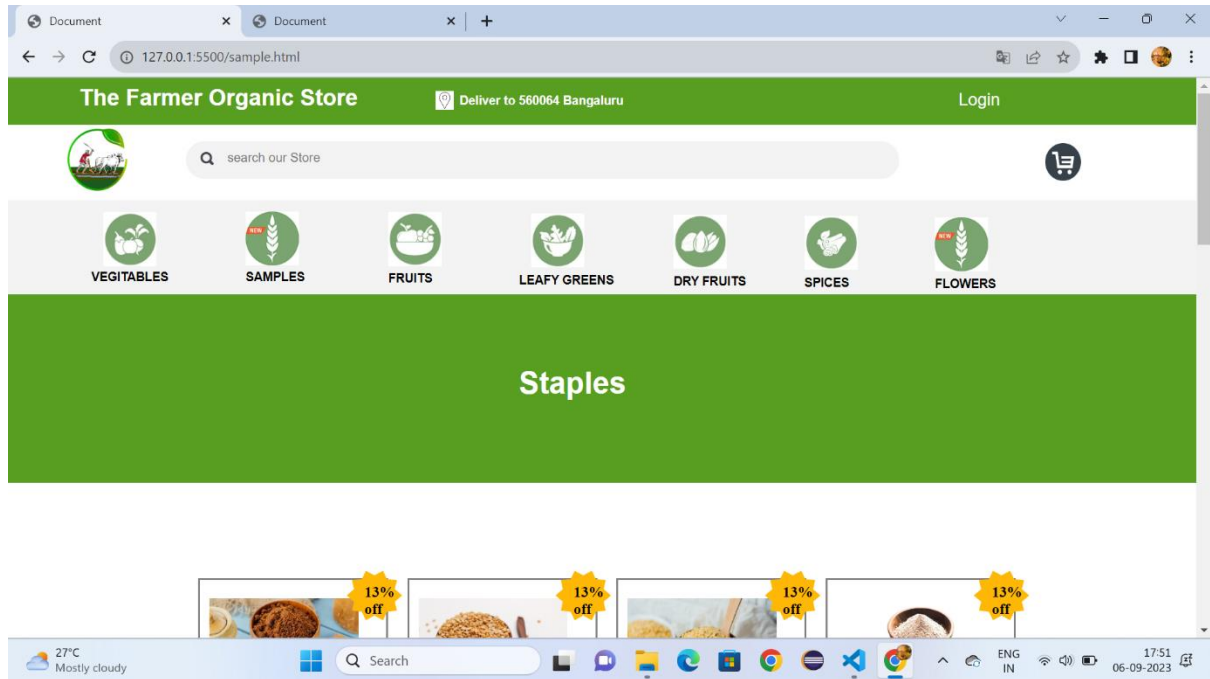 Document
Document
127.0.0.1:5500/sample.html
The Farmer Organic Store
Deliver to 560064 Bangaluru
Login
search our Store
NEW
NEW
VEGITABLES
SAMPLES
FRUITS
LEAFY GREENS
DRY FRUITS
SPICES
FLOWERS
Staples
13%
off
13%
off
13%
off
13%
off
27°C
Mostly cloudy
Search
ENG
IN
17:51
06-09-2023